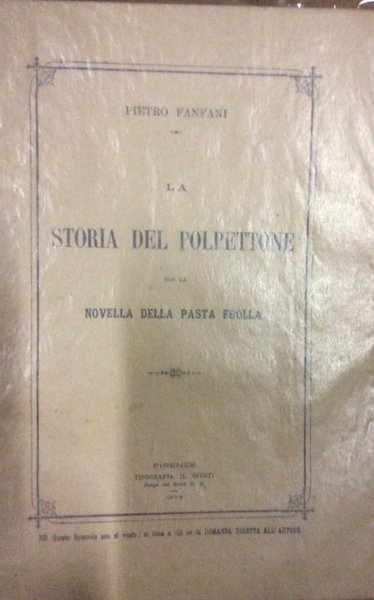 PIETRO FANFANI
LA
STORIA DEL POLPETTONE
CON LA
NOVELLA DELLA PASTA FROLLA
FIRENZE
TIPOGRAFIA IL GIUSTI
NB. Questo Opuscolo non si vende; si dona a chi ne fa DOMANDA DIRETTA ALL'AUTORE.